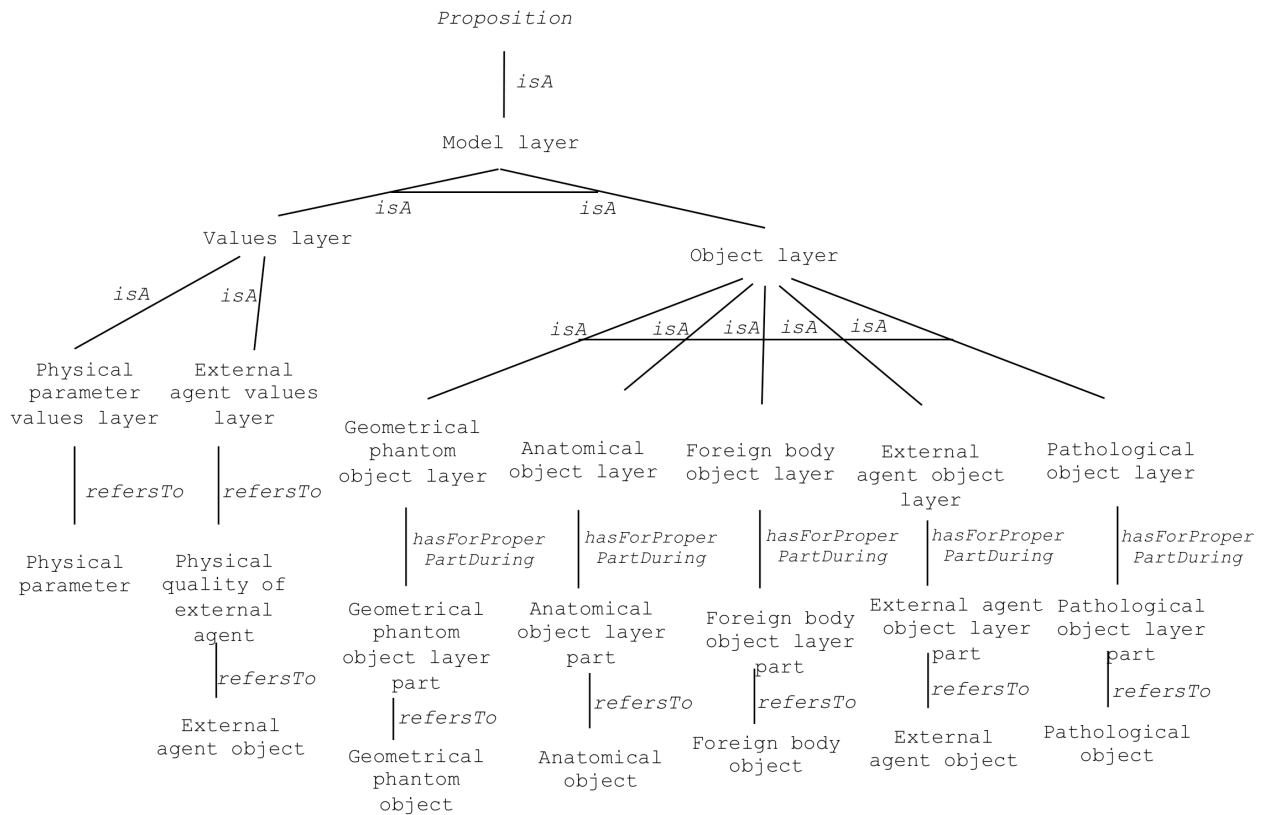 Proposition
isA
Model layer
isA
isA
Values layer
Object layer
isA
isA
isA
isA
isA
isA
isA
Physical
parameter
values layer
External
agent values
layer
Geometrical
phantom
object layer
Anatomical
object layer
Foreign body
object layer
External
agent object
layer
Pathological
object layer
refersTo
refersTo
hasForProper
PartDuring
hasForProper
PartDuring
hasForProper
PartDuring
hasForProper
PartDuring
hasForProper
PartDuring
Physical
parameter
Physical
quality of
external
agent
Geometrical
phantom
object layer
part
Anatomical
object layer
part
Foreign body
object layer
part
External agent
object layer
part
Pathological
object layer
part
refersTo
refersTo
refersTo
refersTo
refersTo
refersTo
External
agent object
Geometrical
phantom
object
Anatomical
object
Foreign body
object
External
agent object
Pathological
object